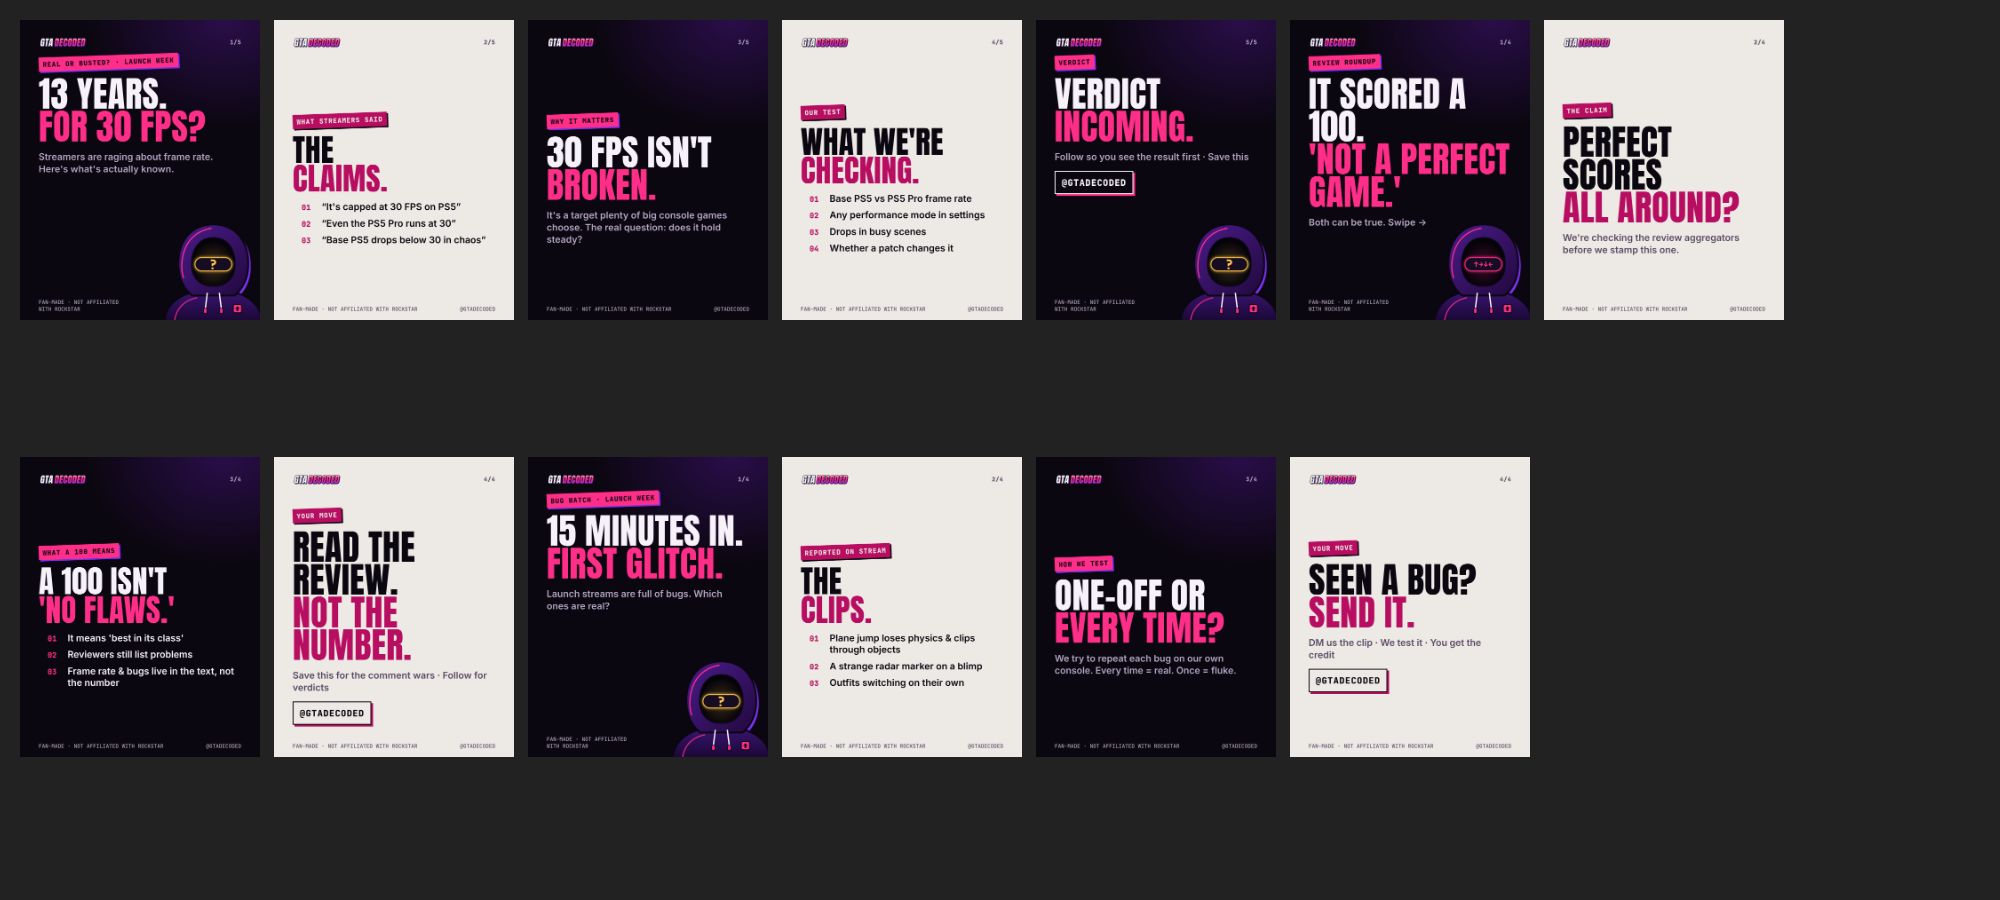 GTA DECODED
1/5
REAL OR BUSTED? · LAUNCH WEEK
13 YEARS.
FOR 30 FPS?
Streamers are raging about frame rate.
Here's what's actually known.
?
FAN-MADE · NOT AFFILIATED
WITH ROCKSTAR
GTA DECODED
2/5
WHAT STREAMERS SAID
THE
CLAIMS.
01 “It's capped at 30 FPS on PS5”
02 “Even the PS5 Pro runs at 30”
03 “Base PS5 drops below 30 in chaos”
FAN-MADE · NOT AFFILIATED WITH ROCKSTAR
@GTADECODED
GTA DECODED
3/5
WHY IT MATTERS
30 FPS ISN'T
BROKEN.
It's a target plenty of big console games
choose. The real question: does it hold
steady?
FAN-MADE · NOT AFFILIATED WITH ROCKSTAR
@GTADECODED
GTA DECODED
4/5
OUR TEST
WHAT WE'RE
CHECKING.
01 Base PS5 vs PS5 Pro frame rate
02 Any performance mode in settings
03 Drops in busy scenes
04 Whether a patch changes it
FAN-MADE · NOT AFFILIATED WITH ROCKSTAR
@GTADECODED
GTA DECODED
5/5
VERDICT
VERDICT
INCOMING.
Follow so you see the result first · Save this
@GTADECODED
?
FAN-MADE · NOT AFFILIATED
WITH ROCKSTAR
GTA DECODED
1/4
REVIEW ROUNDUP
IT SCORED A
100.
'NOT A PERFECT
GAME.'
Both can be true. Swipe →
FAN-MADE · NOT AFFILIATED
WITH ROCKSTAR
GTA DECODED
2/4
THE CLAIM
PERFECT
SCORES
ALL AROUND?
We're checking the review aggregators
before we stamp this one.
FAN-MADE · NOT AFFILIATED WITH ROCKSTAR
@GTADECODED
GTA DECODED
3/4
WHAT A 100 MEANS
A 100 ISN'T
'NO FLAWS.'
01 It means 'best in its class'
02 Reviewers still list problems
03 Frame rate & bugs live in the text, not
the number
FAN-MADE · NOT AFFILIATED WITH ROCKSTAR
@GTADECODED
GTA DECODED
4/4
YOUR MOVE
READ THE
REVIEW.
NOT THE
NUMBER.
Save this for the comment wars · Follow for
verdicts
@GTADECODED
FAN-MADE · NOT AFFILIATED WITH ROCKSTAR
@GTADECODED
GTA DECODED
1/4
BUG WATCH · LAUNCH WEEK
15 MINUTES IN.
FIRST GLITCH.
Launch streams are full of bugs. Which
ones are real?
?
FAN-MADE · NOT AFFILIATED
WITH ROCKSTAR
GTA DECODED
2/4
REPORTED ON STREAM
THE
CLIPS.
01 Plane jump loses physics & clips
through objects
02 A strange radar marker on a blimp
03 Outfits switching on their own
FAN-MADE · NOT AFFILIATED WITH ROCKSTAR
@GTADECODED
GTA DECODED
3/4
HOW WE TEST
ONE-OFF OR
EVERY TIME?
We try to repeat each bug on our own
console. Every time = real. Once = fluke.
FAN-MADE · NOT AFFILIATED WITH ROCKSTAR
@GTADECODED
GTA DECODED
4/4
YOUR MOVE
SEEN A BUG?
SEND IT.
DM us the clip · We test it · You get the
credit
@GTADECODED
FAN-MADE · NOT AFFILIATED WITH ROCKSTAR
@GTADECODED